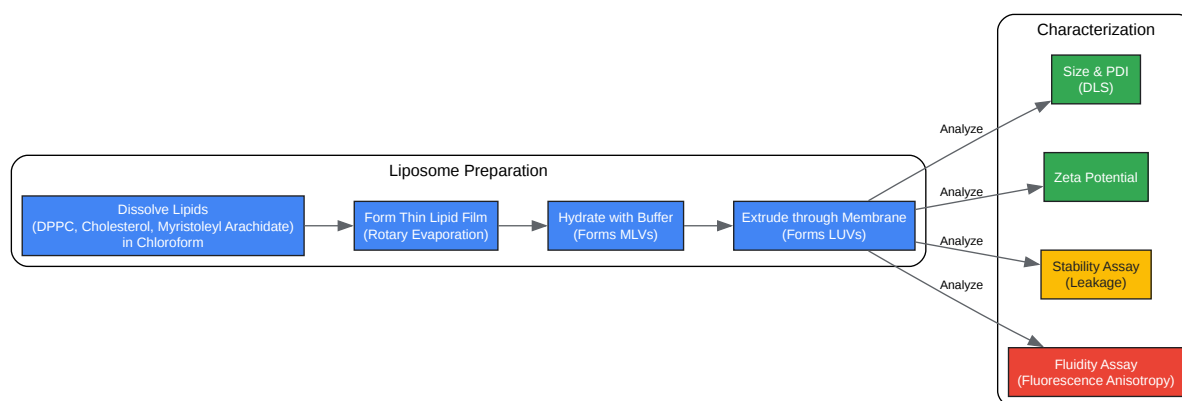 Liposome Preparation
Dissolve Lipids
(DPPC, Cholesterol, Myristoleyl Arachidate)
in Chloroform
Form Thin Lipid Film
(Rotary Evaporation)
Hydrate with Buffer
(Forms MLVs)
Extrude through Membrane
(Forms LUVs)
Analyze
Analyze
Analyze
Analyze
Characterization
Size & PDI
(DLS)
Zeta Potential
Stability Assay
(Leakage)
Fluidity Assay
(Fluorescence Anisotropy)